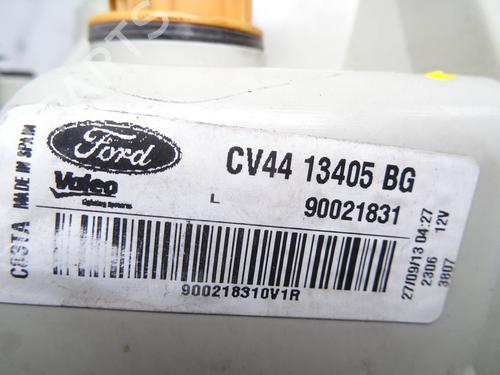 Ford
Valeo
Lighting Systems
CV44 13405 BG
L
90021831
900218310V1R
COSTA MADE IN SPAIN
27/09/13 04:27
2306 12V
3807